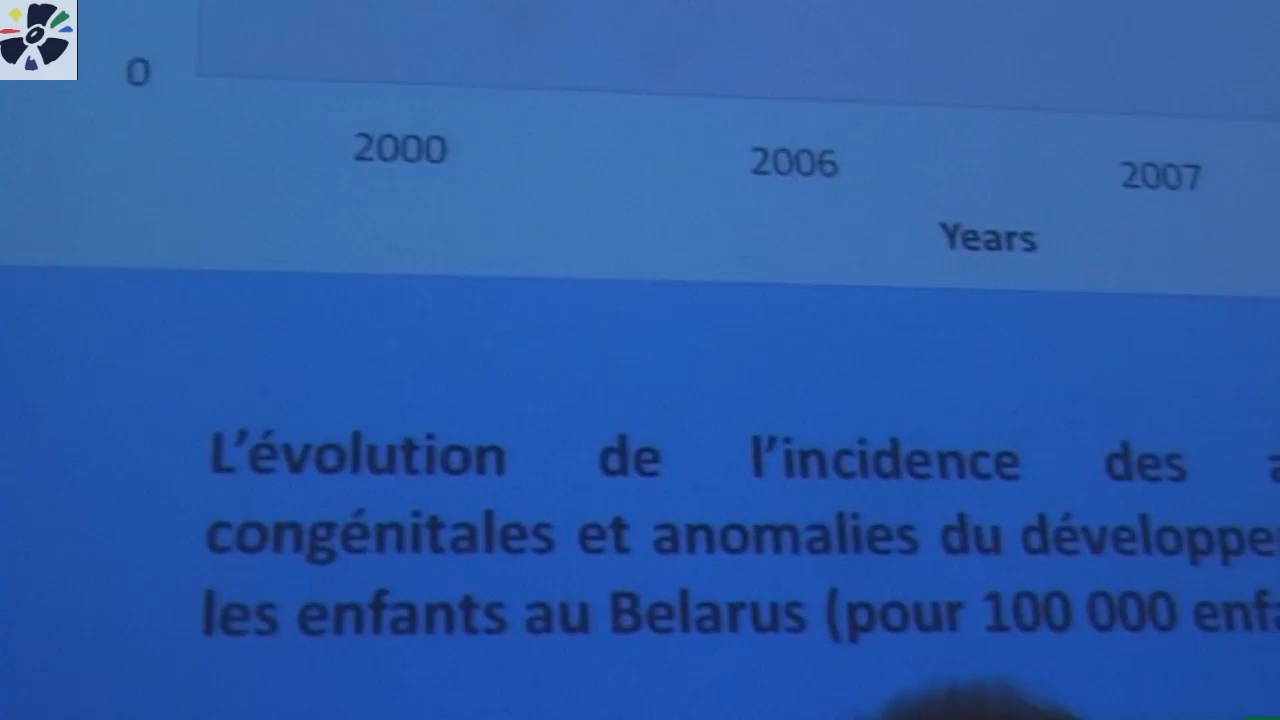 0
2000 2006 2007
Years
L’évolution de l’incidence des
congénitales et anomalies du
les enfants au Belarus (pour 100 000